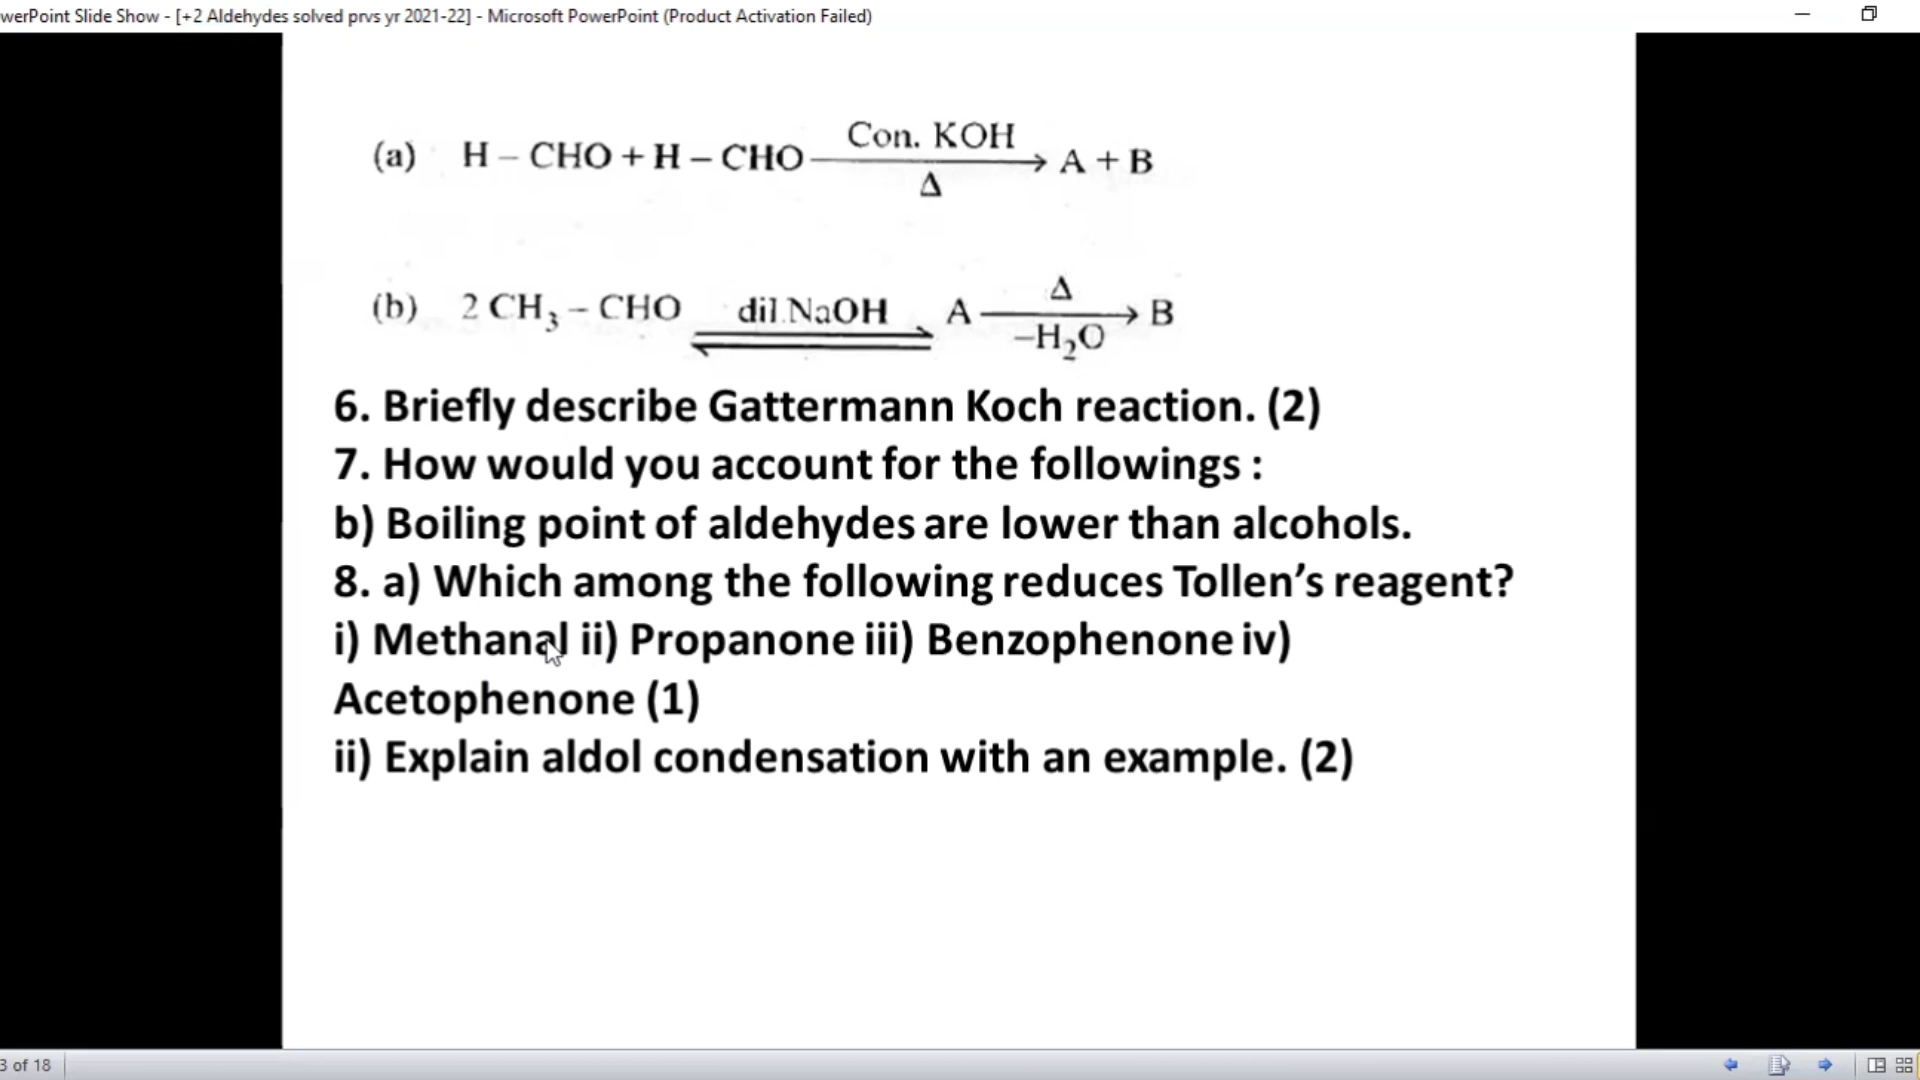 werPoint Slide Show - [+2 Aldehydes solved prvs yr 2021-22] - Microsoft PowerPoint (Product Activation Failed)
(a) H – CHO + H – CHO Con. KOH Δ → A + B
(b) 2 CH₃ – CHO dil.NaOH ⇌ A Δ –H₂O → B
6. Briefly describe Gattermann Koch reaction. (2)
7. How would you account for the followings :
b) Boiling point of aldehydes are lower than alcohols.
8. a) Which among the following reduces Tollen’s reagent?
i) Methanal ii) Propanone iii) Benzophenone iv)
Acetophenone (1)
ii) Explain aldol condensation with an example. (2)
3 of 18